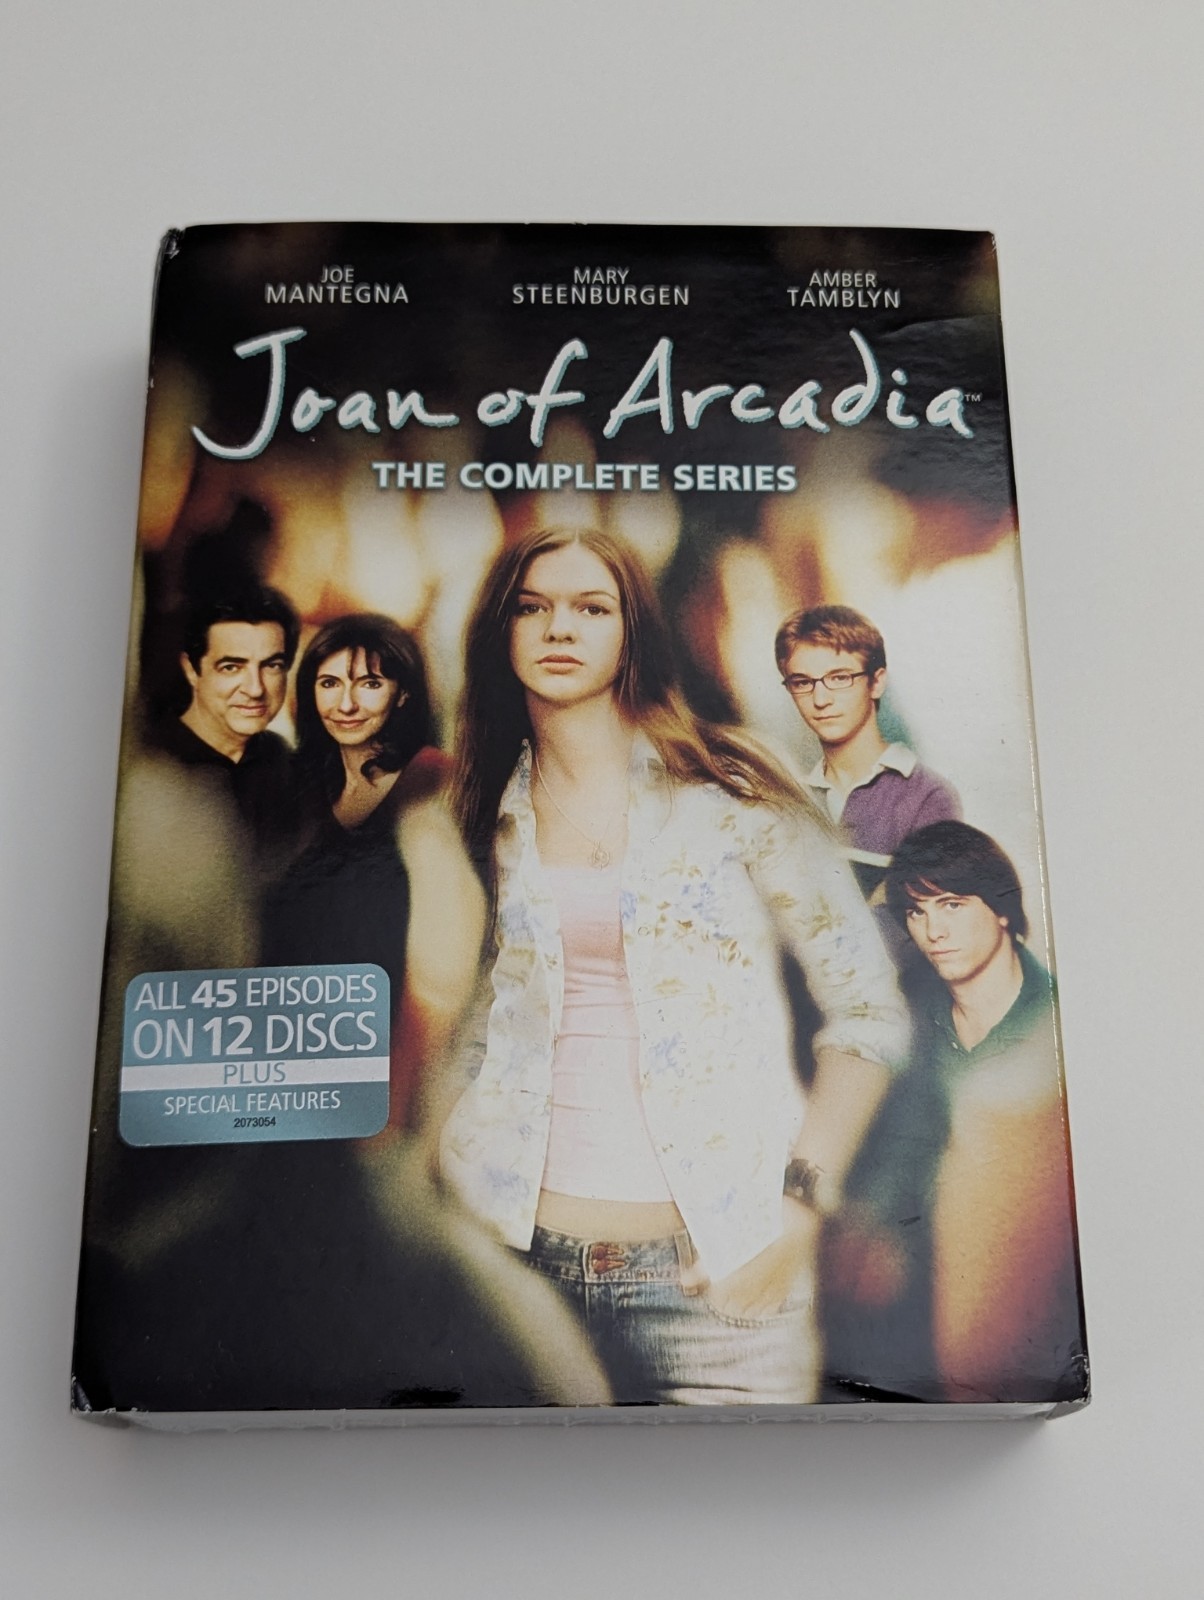 JOE MANTEGNA
MARY STEENBURGEN
AMBER TAMBLYN
Joan of Arcadia™
THE COMPLETE SERIES
ALL 45 EPISODES
ON 12 DISCS
PLUS
SPECIAL FEATURES
2073054